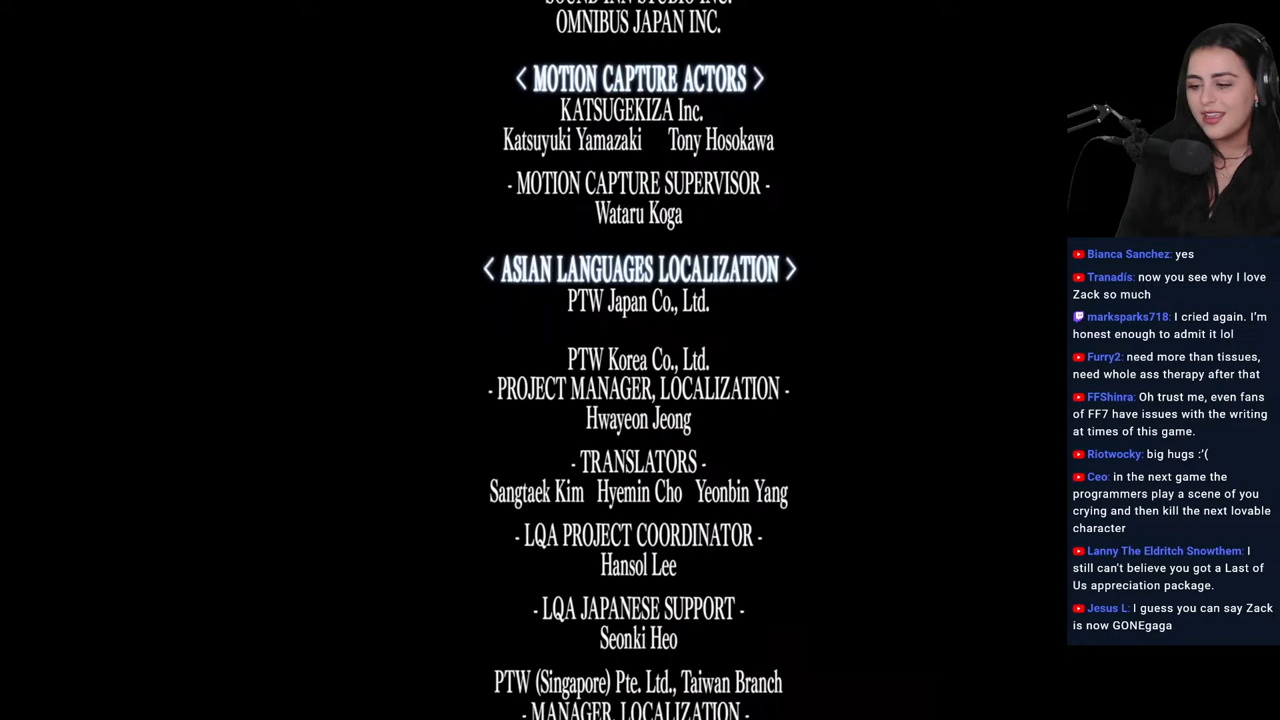 SOUND INN STUDIO INC.
OMNIBUS JAPAN INC.
< MOTION CAPTURE ACTORS >
KATSUGEKIZA Inc.
Katsuyuki Yamazaki Tony Hosokawa
- MOTION CAPTURE SUPERVISOR -
Wataru Koga
< ASIAN LANGUAGES LOCALIZATION >
PTW Japan Co., Ltd.
PTW Korea Co., Ltd.
- PROJECT MANAGER, LOCALIZATION -
Hwayeon Jeong
- TRANSLATORS -
Sangtaek Kim Hyemin Cho Yeonbin Yang
- LQA PROJECT COORDINATOR -
Hansol Lee
- LQA JAPANESE SUPPORT -
Seonki Heo
PTW (Singapore) Pte. Ltd., Taiwan Branch
- MANAGER, LOCALIZATION -
Bianca Sanchez: yes
Tranadís: now you see why I love
Zack so much
marksparks718: I cried again. I’m
honest enough to admit it lol
Furry2: need more than tissues,
need whole ass therapy after that
FFShinra: Oh trust me, even fans
of FF7 have issues with the writing
at times of this game.
Riotwocky: big hugs :’(
Ceo: in the next game the
programmers play a scene of you
crying and then kill the next lovable
character
Lanny The Eldritch Snowthem: I
still can’t believe you got a Last of
Us appreciation package.
Jesus L: I guess you can say Zack
is now GONEgaga